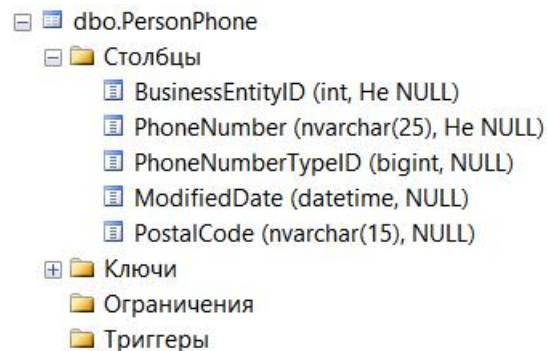 dbo.PersonPhone
Столбцы
BusinessEntityID (int, Не NULL)
PhoneNumber (nvarchar(25), Не NULL)
PhoneNumberTypeID (bigint, NULL)
ModifiedDate (datetime, NULL)
PostalCode (nvarchar(15), NULL)
Ключи
Ограничения
Триггеры